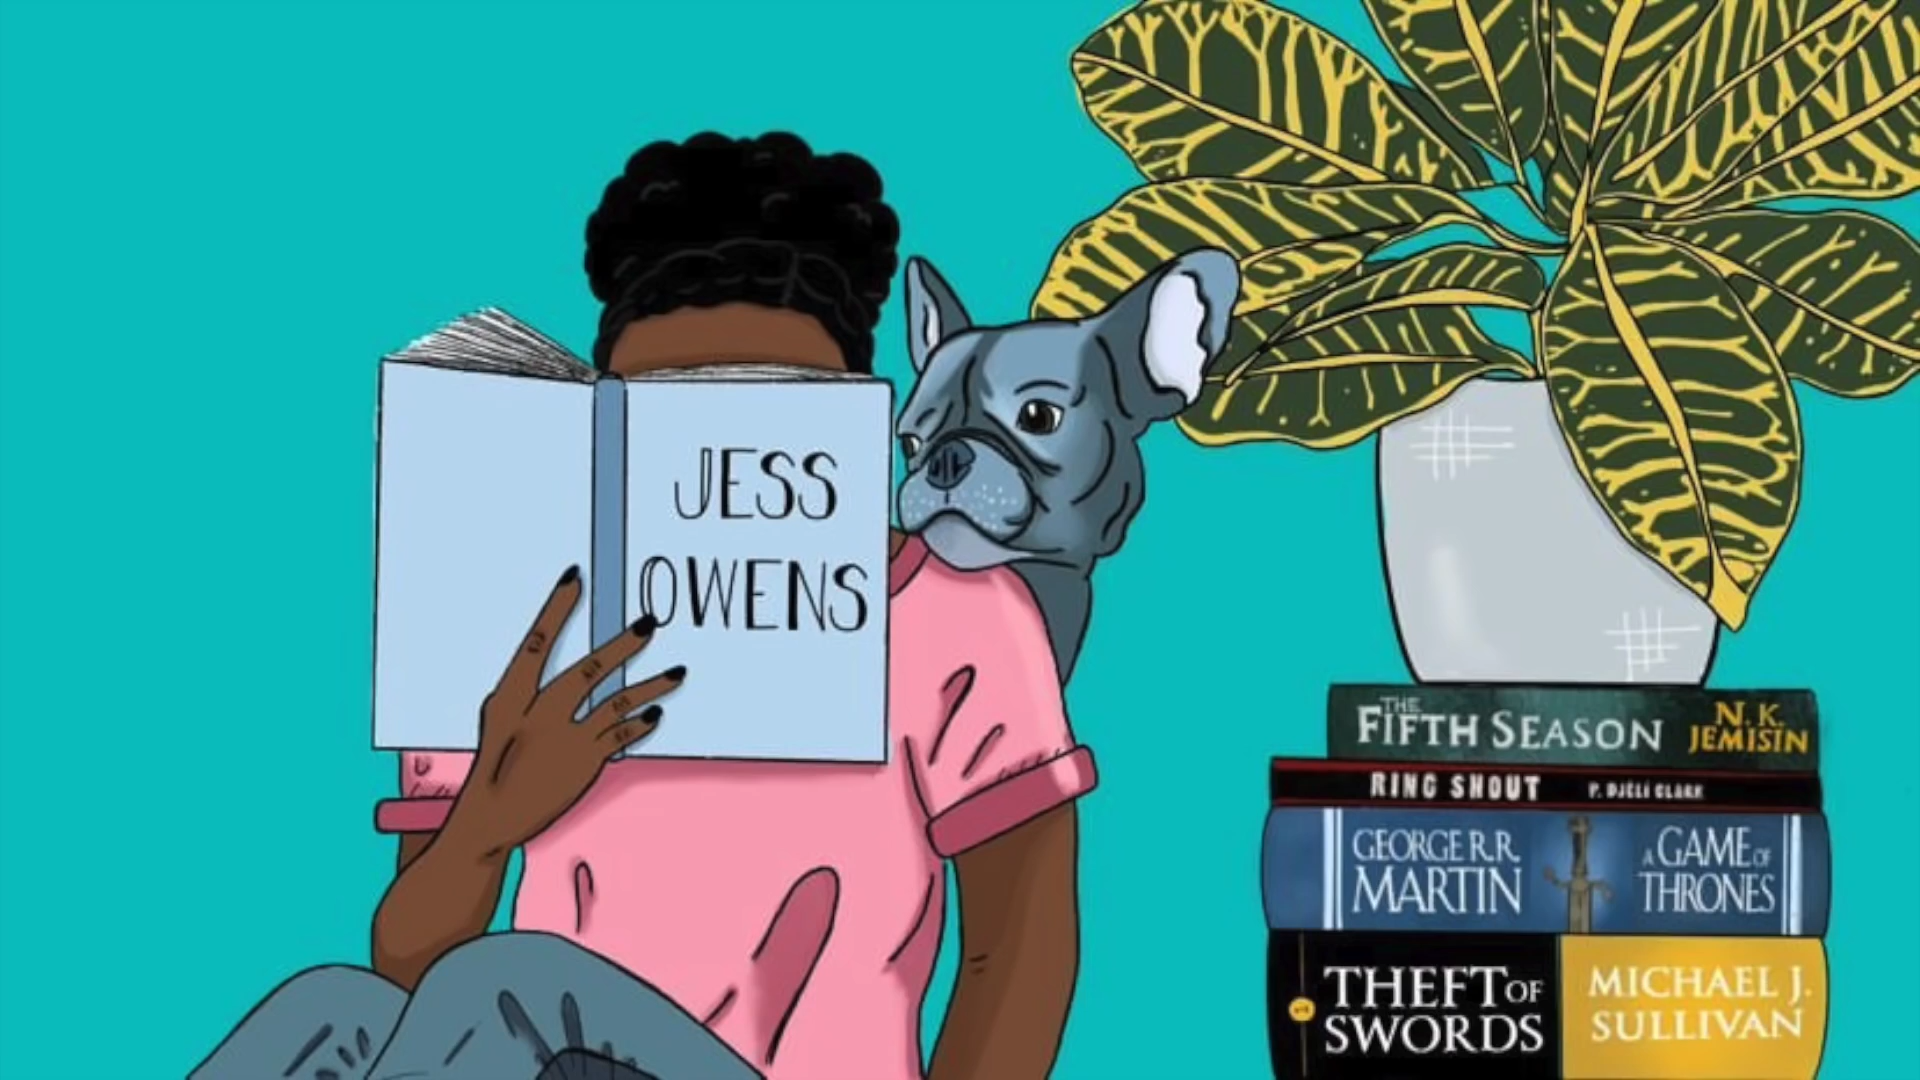 JESS
OWENS
THE
FIFTH SEASON
N. K.
JEMISIN
RING SHOUT
P. DJÈLÍ CLARK
GEORGE R. R.
MARTIN
A GAME OF
THRONES
THEFT OF
SWORDS
MICHAEL J.
SULLIVAN